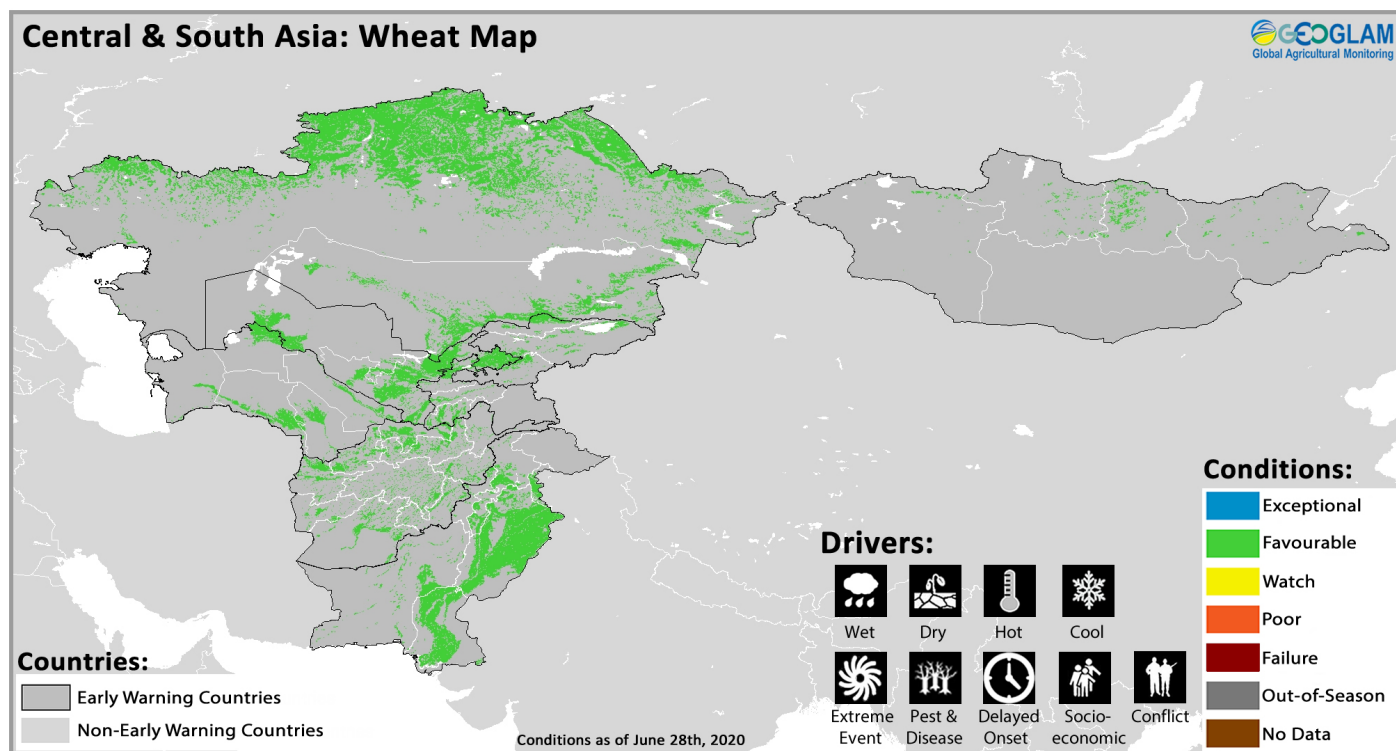 Central & South Asia: Wheat Map
GEOGLAM
Global Agricultural Monitoring
Conditions:
Exceptional
Favourable
Watch
Poor
Failure
Out-of-Season
No Data
Drivers:
Wet
Dry
Hot
Cool
Extreme
Event
Pest &
Disease
Delayed
Onset
Socio-
economic
Conflict
Countries:
Early Warning Countries
Non-Early Warning Countries
Conditions as of June 28th, 2020